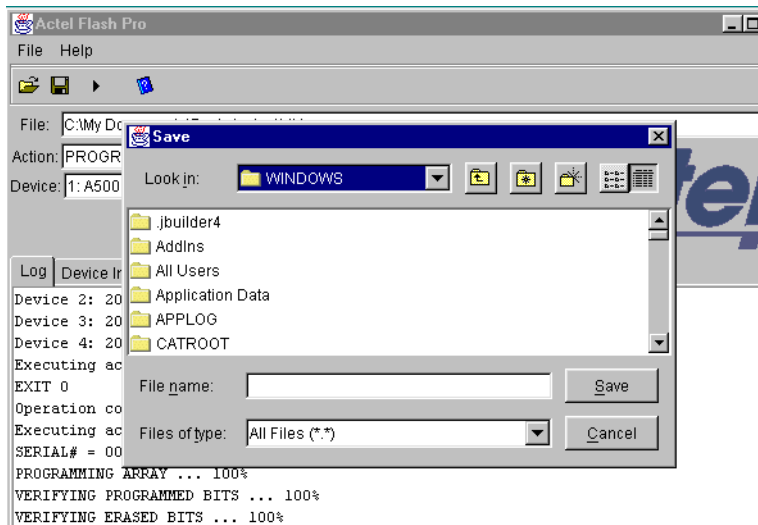 Actel Flash Pro
File Help
File: C:\My Do
Action: PROGR
Device: 1: A500
Save
Look in: WINDOWS
.jbuilder4
AddIns
All Users
Application Data
APPLOG
CATROOT
File name: Save
Files of type: All Files (*.*) Cancel
tel
Log Device In
Device 2: 20
Device 3: 20
Device 4: 20
Executing ac
EXIT 0
Operation co
Executing ac
SERIAL# = 00
PROGRAMMING ARRAY ... 100%
VERIFYING PROGRAMMED BITS ... 100%
VERIFYING ERASED BITS ... 100%